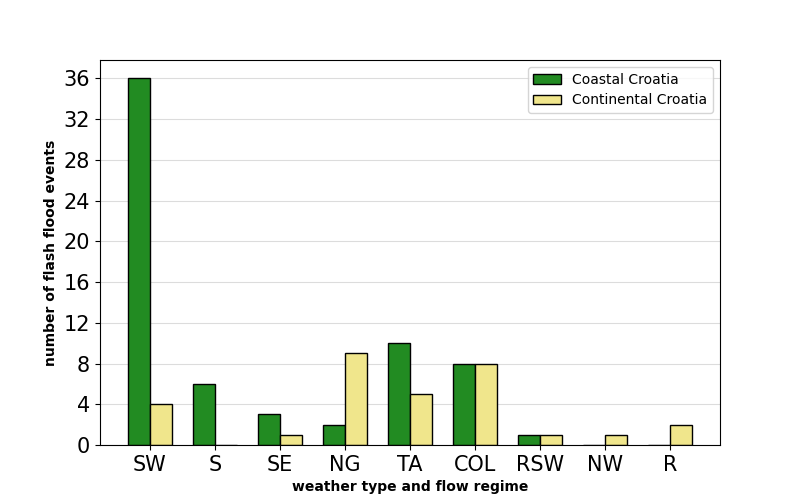 Coastal Croatia
Continental Croatia
number of flash flood events
36
32
28
24
20
16
12
8
4
0
SW S SE NG TA COL RSW NW R
weather type and flow regime